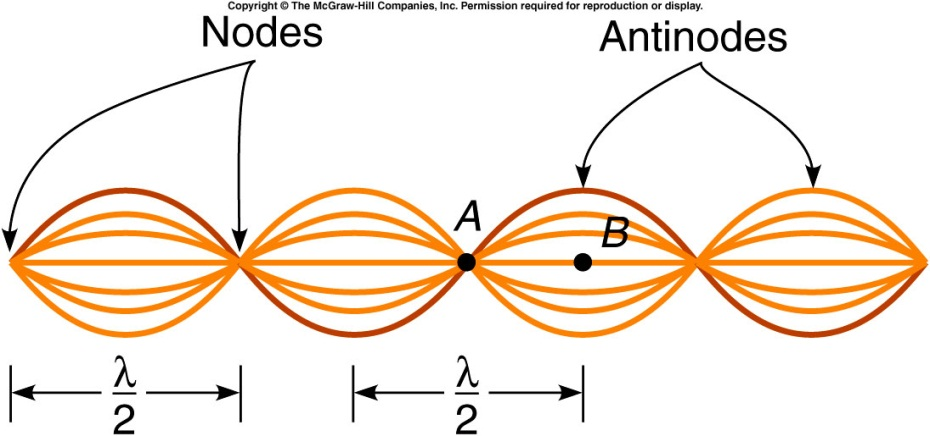 Copyright © The McGraw-Hill Companies, Inc. Permission required for reproduction or display.
Nodes
Antinodes
A
B
λ
2
λ
2